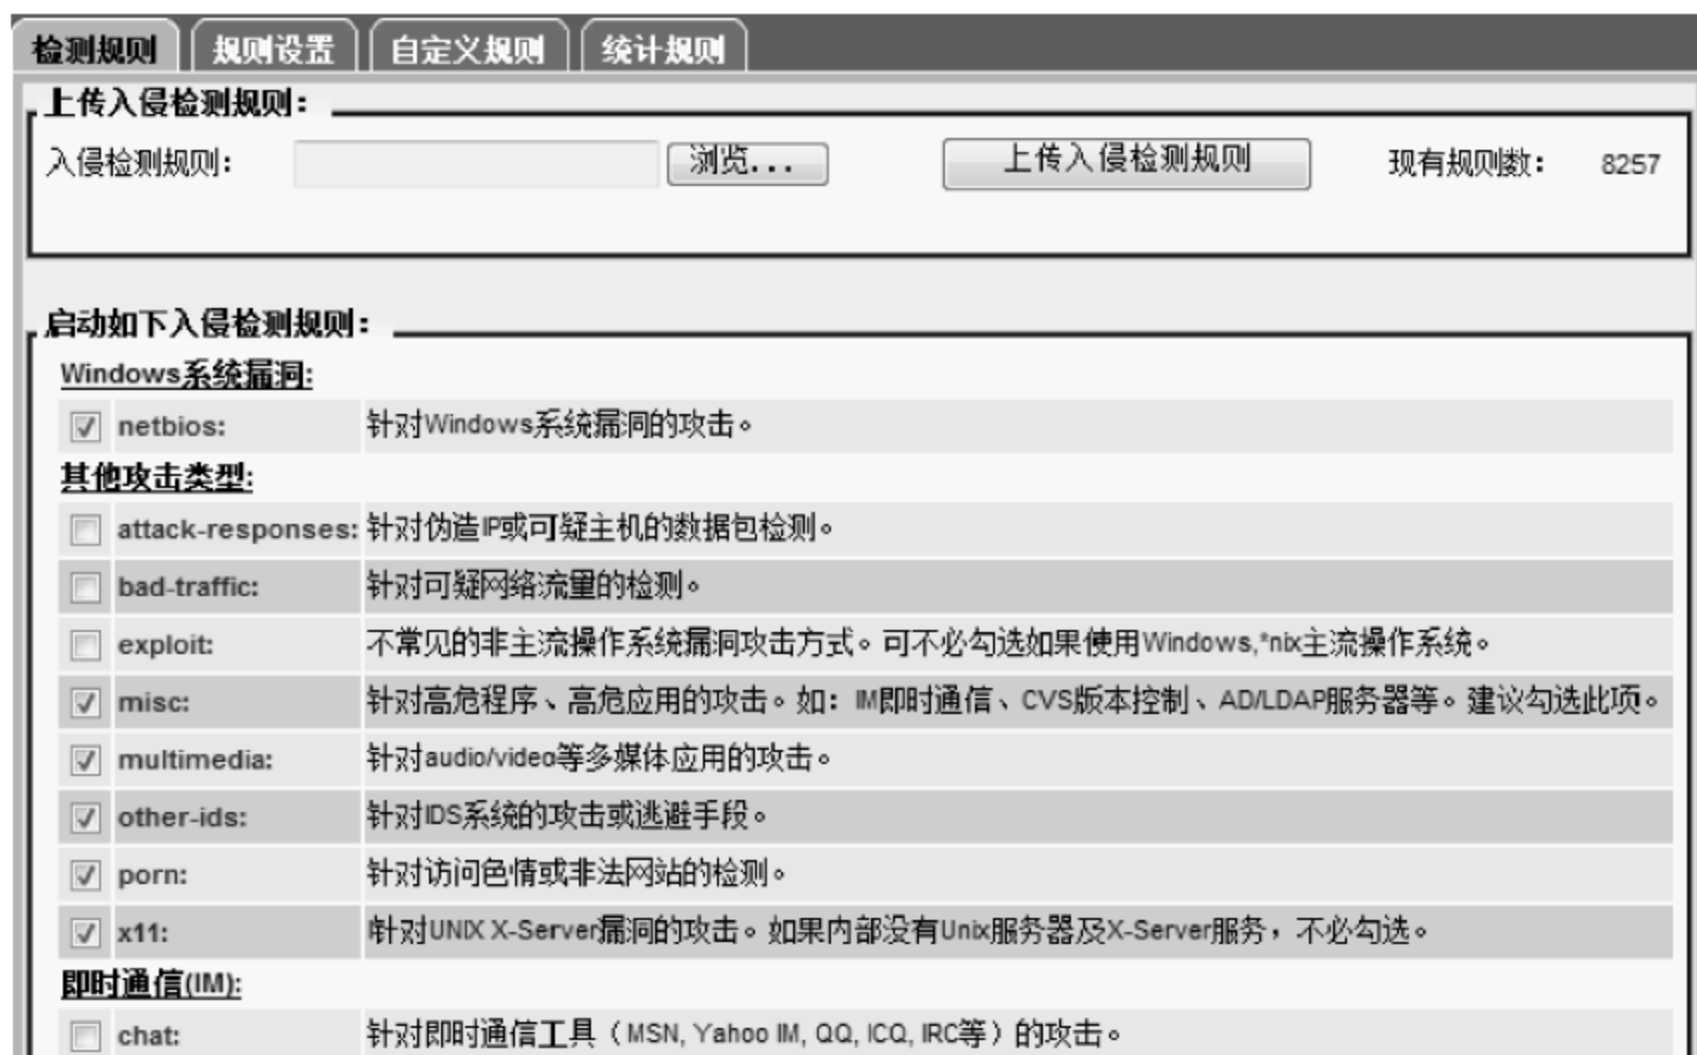 检测规则 规则设置 自定义规则 统计规则
上传入侵检测规则：
入侵检测规则： 浏览... 上传入侵检测规则 现有规则数： 8257
启动如下入侵检测规则：
Windows系统漏洞:
netbios: 针对Windows系统漏洞的攻击。
其他攻击类型:
attack-responses: 针对伪造IP或可疑主机的数据包检测。
bad-traffic: 针对可疑网络流量的检测。
exploit: 不常见的非主流操作系统漏洞攻击方式。可不必勾选如果使用Windows,*nix主流操作系统。
misc: 针对高危程序、高危应用的攻击。如：IM即时通信、CVS版本控制、AD/LDAP服务器等。建议勾选此项。
multimedia: 针对audio/video等多媒体应用的攻击。
other-ids: 针对IDS系统的攻击或逃避手段。
porn: 针对访问色情或非法网站的检测。
x11: 针对UNIX X-Server漏洞的攻击。如果内部没有Unix服务器及X-Server服务，不必勾选。
即时通信(IM):
chat: 针对即时通信工具（MSN, Yahoo IM, QQ, ICQ, IRC等）的攻击。